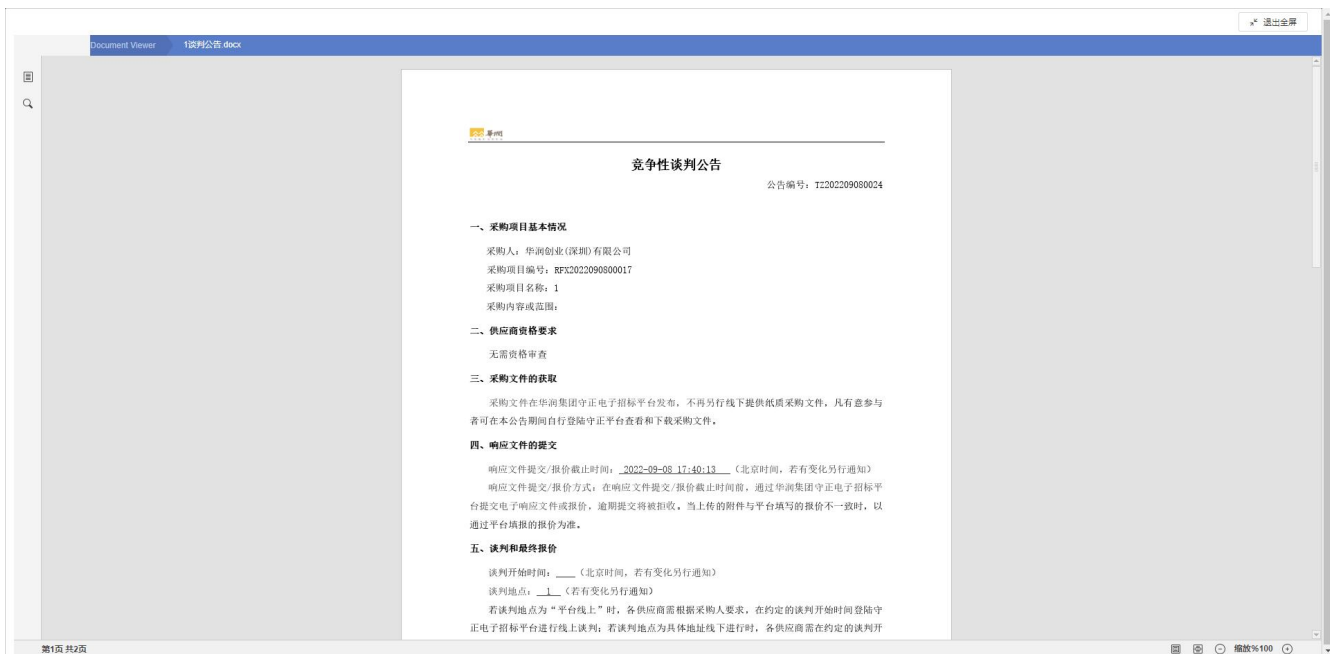 退出全屏
Document Viewer 1谈判公告.docx
竞争性谈判公告
公告编号：TZ202209080024
一、采购项目基本情况
采购人：华润创业(深圳)有限公司
采购项目编号：RFX2022090800017
采购项目名称：1
采购内容或范围：
二、供应商资格要求
无需资格审查
三、采购文件的获取
采购文件在华润集团守正电子招标平台发布，不再另行线下提供纸质采购文件，凡有意参与
者可在本公告期间自行登陆守正平台查看和下载采购文件。
四、响应文件的提交
响应文件提交/报价截止时间：2022-09-08 17:40:13 （北京时间，若有变化另行通知）
响应文件提交/报价方式：在响应文件提交/报价截止时间前，通过华润集团守正电子招标平
台提交电子响应文件或报价，逾期提交将被拒收。当上传的附件与平台填写的报价不一致时，以
通过平台填报的报价为准。
五、谈判和最终报价
谈判开始时间：____（北京时间，若有变化另行通知）
谈判地点：1（若有变化另行通知）
若谈判地点为“平台线上”时，各供应商需根据采购人要求，在约定的谈判开始时间登陆守
正电子招标平台进行线上谈判；若谈判地点为具体地址线下进行时，各供应商需在约定的谈判开
第1页 共2页 缩放%100